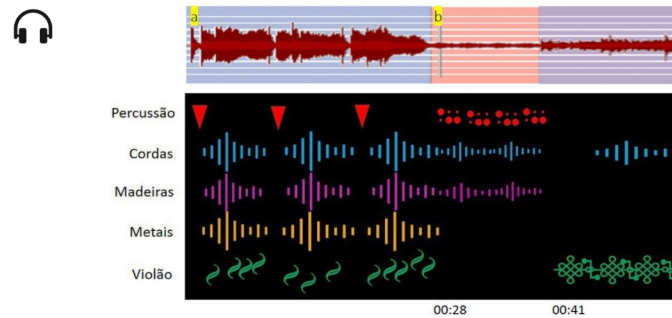 a
b
Percussão
Cordas
Madeiras
Metais
Violão
00:28
00:41